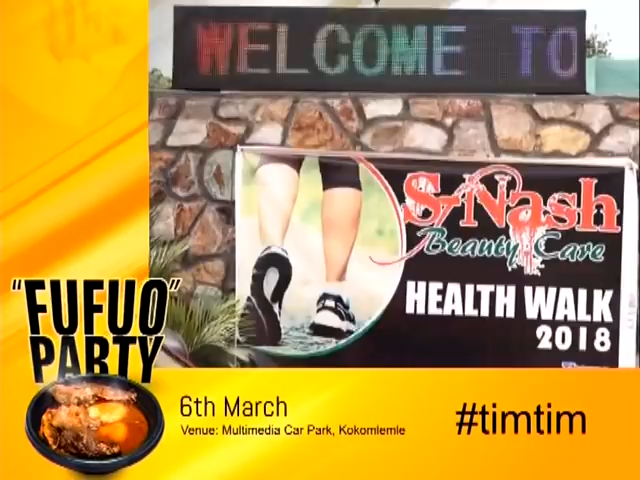 WELCOME TO
S/Nash
Beauty Care
HEALTH WALK
2018
"FUFUO"
PARTY
6th March
Venue: Multimedia Car Park, Kokomlemle
#timtim